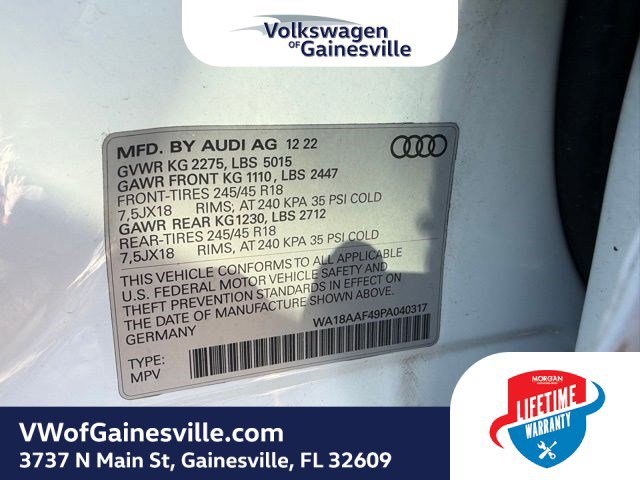 Volkswagen
OF Gainesville
MFD. BY AUDI AG 12 22
GVWR KG 2275, LBS 5015
GAWR FRONT KG 1110, LBS 2447
FRONT-TIRES 245/45 R18
7,5JX18 RIMS, AT 240 KPA 35 PSI COLD
GAWR REAR KG1230, LBS 2712
REAR-TIRES 245/45 R18
7,5JX18 RIMS, AT 240 KPA 35 PSI COLD
THIS VEHICLE CONFORMS TO ALL APPLICABLE
U.S. FEDERAL MOTOR VEHICLE SAFETY AND
THEFT PREVENTION STANDARDS IN EFFECT ON
THE DATE OF MANUFACTURE SHOWN ABOVE.
GERMANY WA18AAF49PA040317
TYPE:
MPV
MORGAN
LIFETIME
WARRANTY
VWofGainesville.com
3737 N Main St, Gainesville, FL 32609